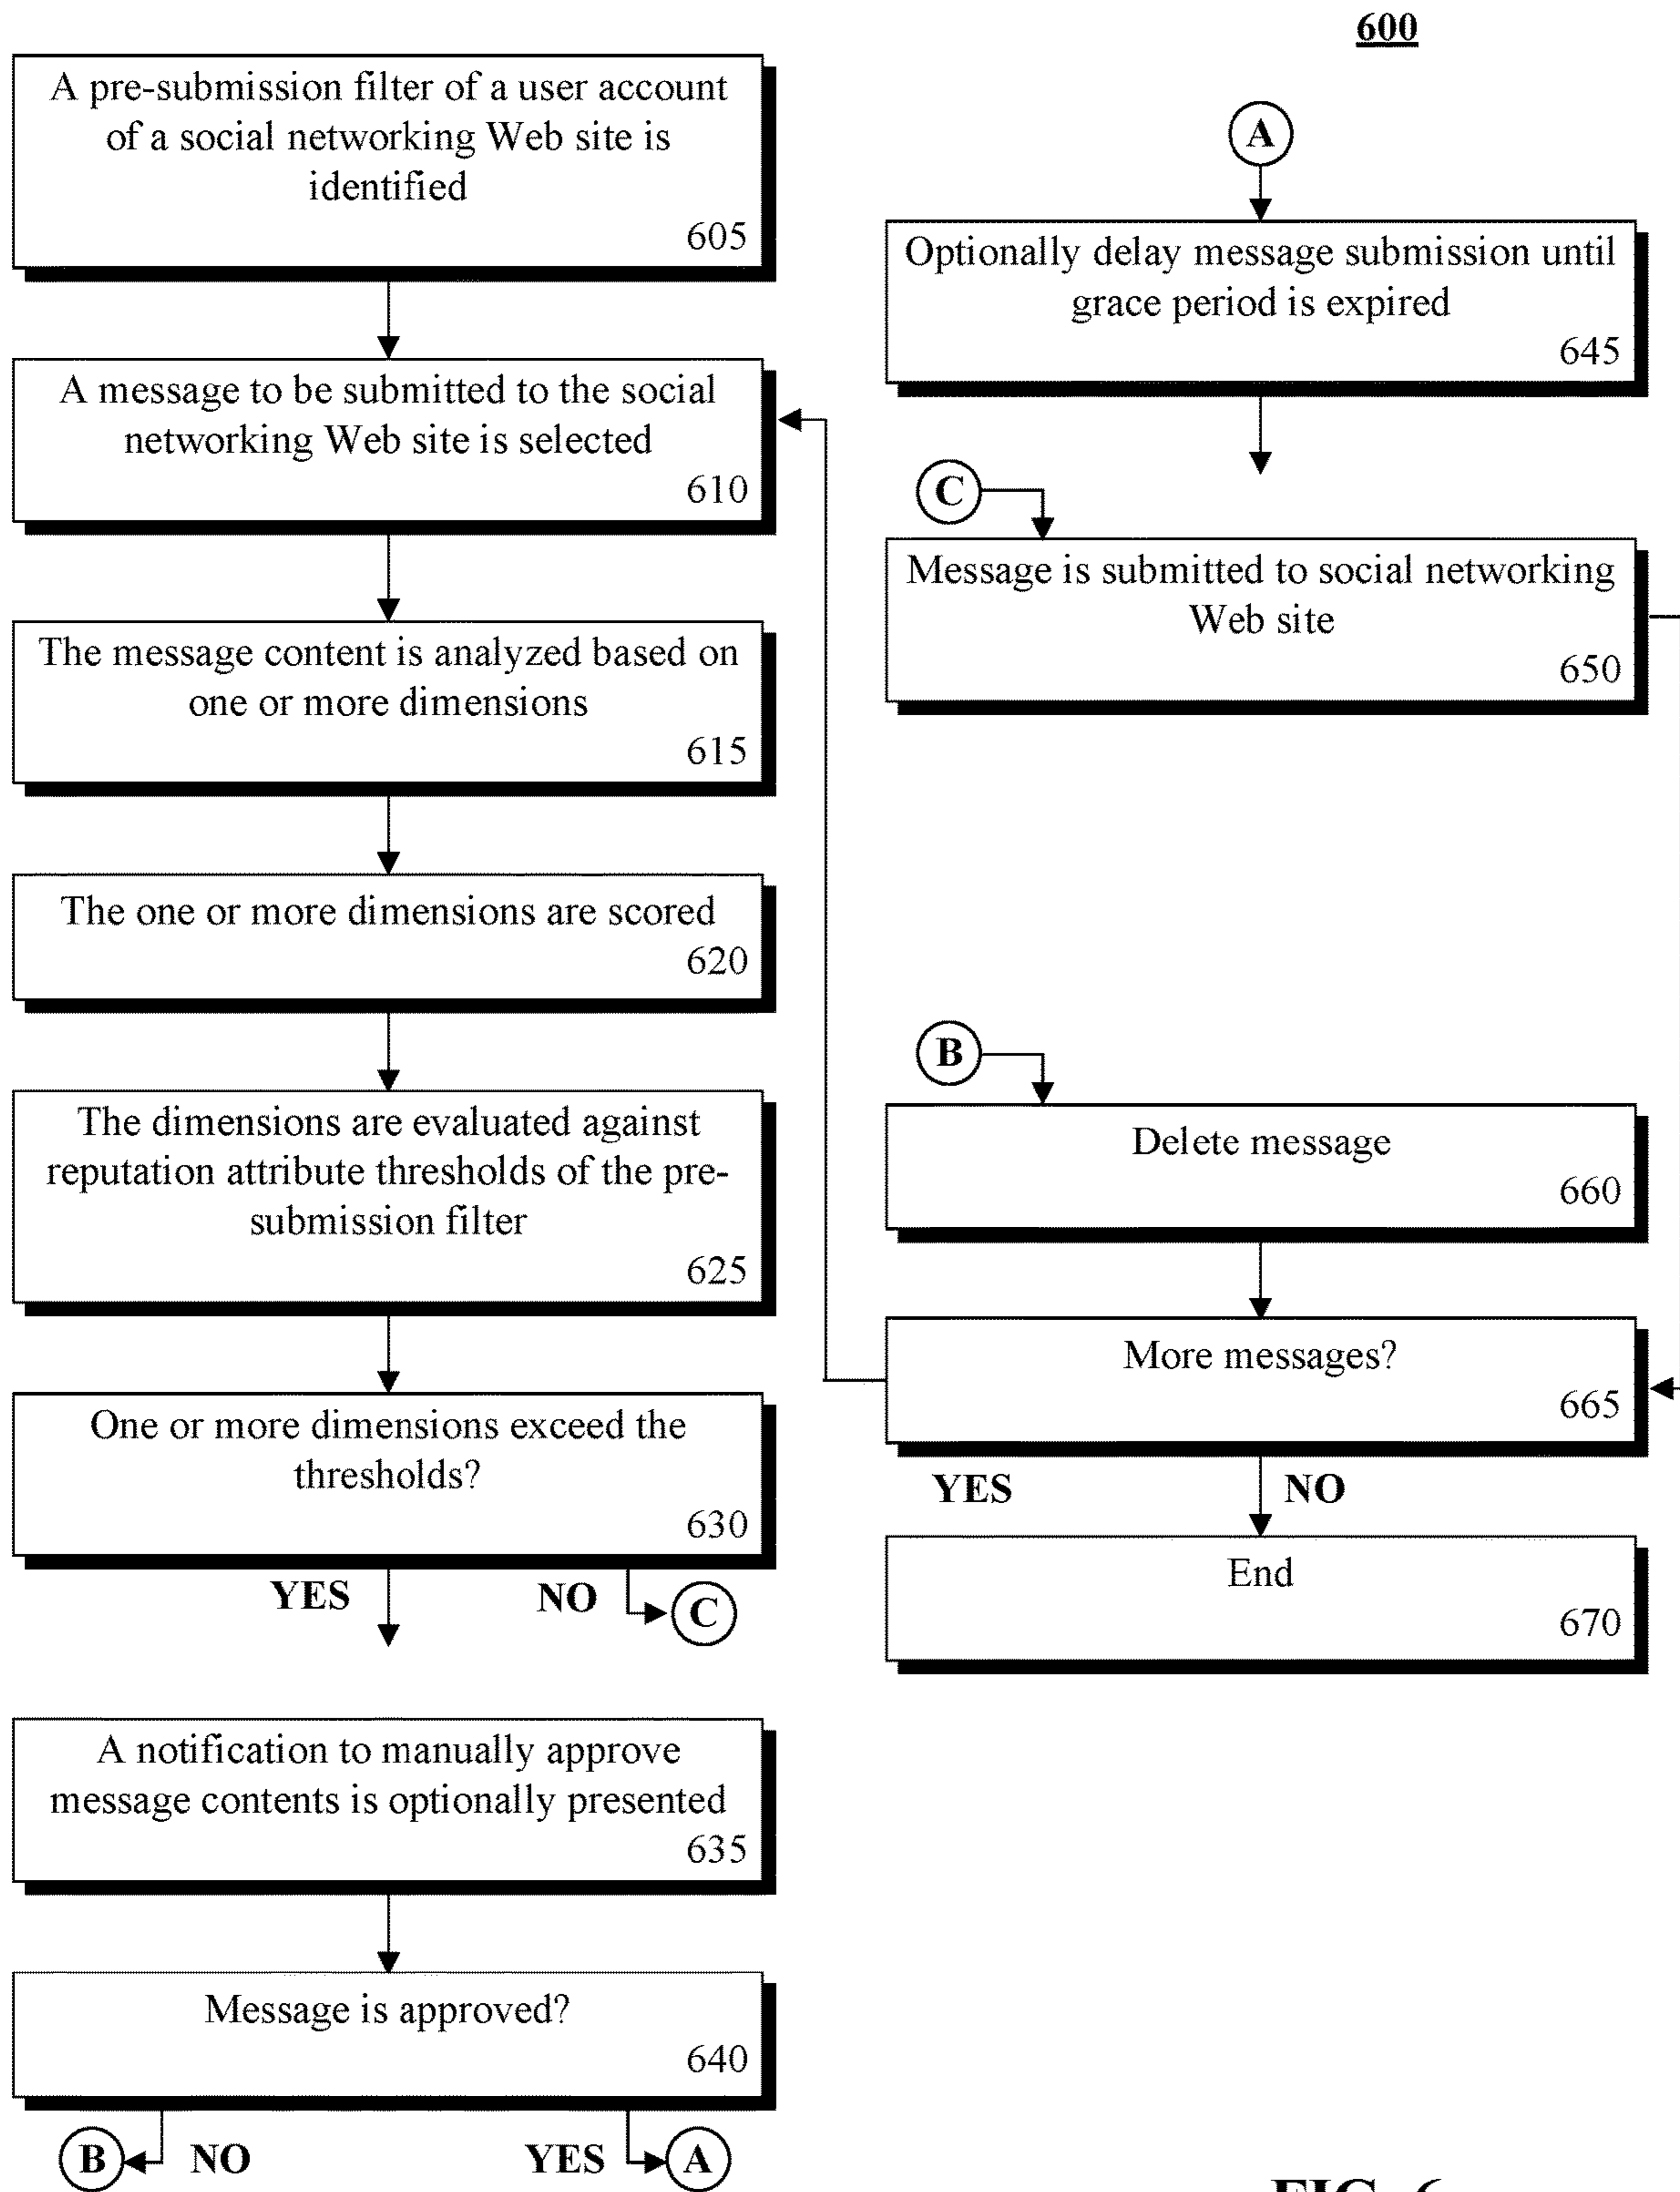 600
A pre-submission filter of a user account
of a social networking Web site is
identified
605
A message to be submitted to the social
networking Web site is selected
610
The message content is analyzed based on
one or more dimensions
615
The one or more dimensions are scored
620
The dimensions are evaluated against
reputation attribute thresholds of the pre-
submission filter
625
One or more dimensions exceed the
thresholds?
630
YES
NO
C
A notification to manually approve
message contents is optionally presented
635
Message is approved?
640
B
NO
YES
A
A
Optionally delay message submission until
grace period is expired
645
C
Message is submitted to social networking
Web site
650
B
Delete message
660
More messages?
665
YES
NO
End
670
FIG. 6